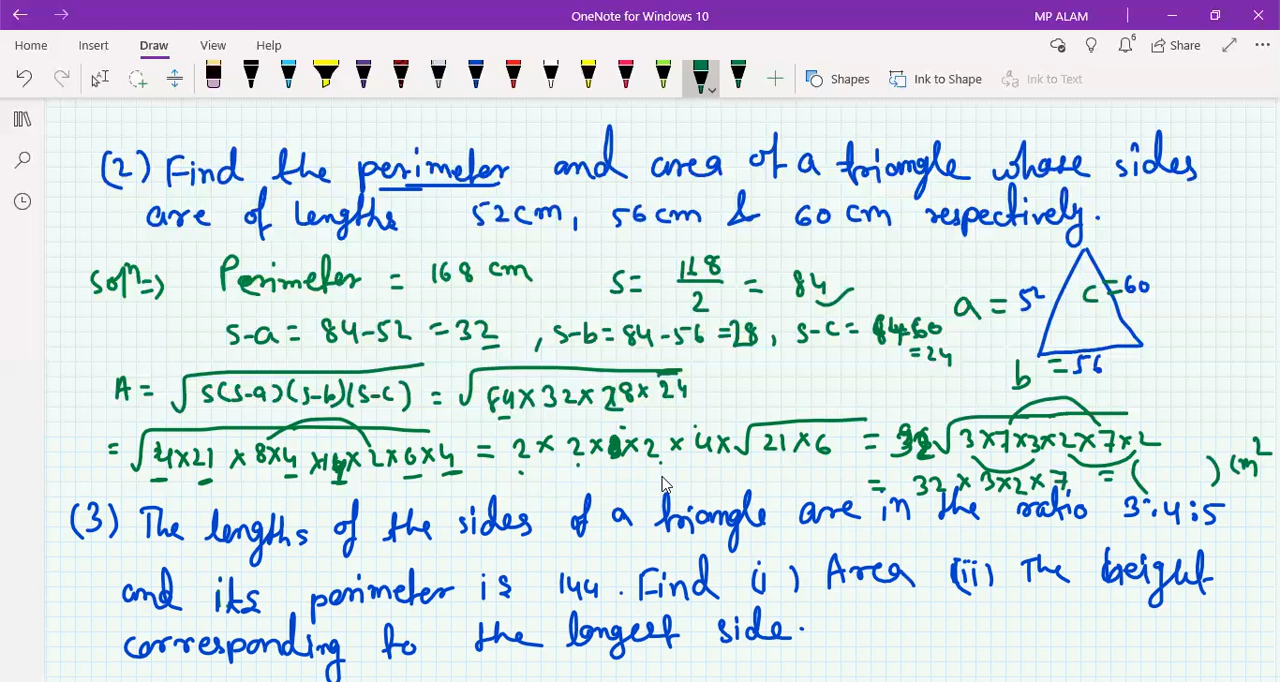 OneNote for Windows 10
MP ALAM
Home Insert Draw View Help
Share
Shapes Ink to Shape Ink to Text
(2) Find the perimeter and area of a triangle whose sides
are of lengths 52cm, 56cm & 60 cm respectively.
Solⁿ=> Perimeter = 168 cm S = 168/2 = 84
a = 52 c = 60
b = 56
s-a = 84-52 = 32, s-b = 84-56 = 28, s-c = 84-60
= 24
A = √s(s-a)(s-b)(s-c) = √84×32×28×24
= √4×21×8×4×14×2×6×4 = 2×2××2×4×√21×6 = 32√3×7×3×2×7×2
= 32×3×2×7 = ( ) cm²
(3) The lengths of the sides of a triangle are in the ratio 3:4:5
and its perimeter is 144. Find (i) Area (ii) The height
corresponding to the longest side.